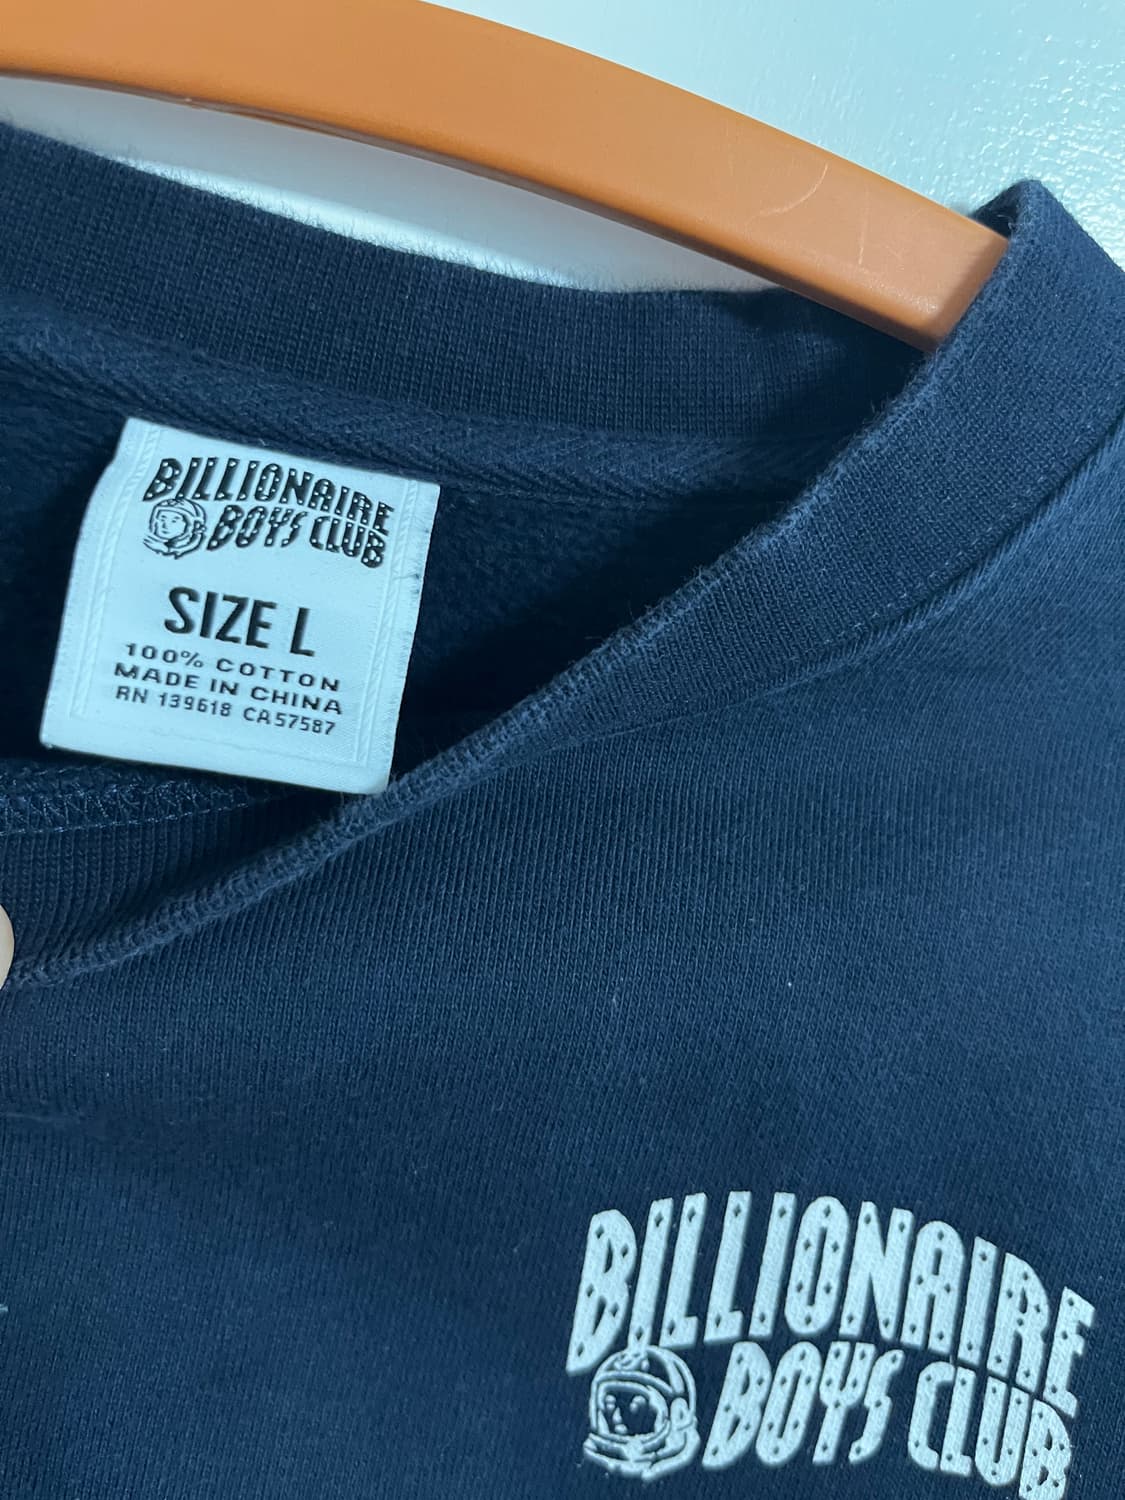 BILLIONAIRE
BOYS CLUB
SIZE L
100% COTTON
MADE IN CHINA
RN 139618 CA57587
BILLIONAIRE
BOYS CLUB